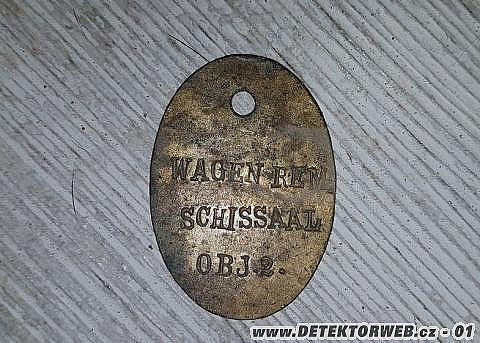 WAGEN-REV.
SCHISSAAL
OBJ.2.
www.DETEKTORWEB.cz - 01